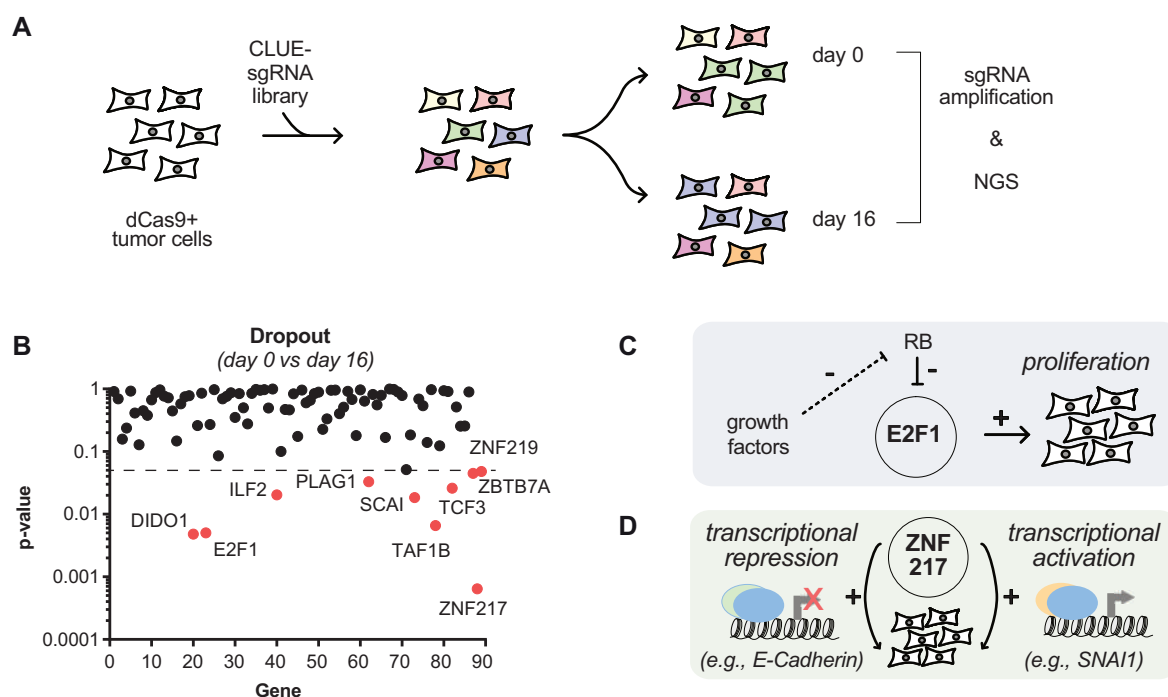 A
CLUE-
sgRNA
library
dCas9+
tumor cells
day 0
day 16
sgRNA
amplification
&
NGS
B
Dropout
(day 0 vs day 16)
p-value
1
0.1
0.01
0.001
0.0001
0 10 20 30 40 50 60 70 80 90
Gene
DIDO1
E2F1
ILF2
PLAG1
SCAI
TAF1B
TCF3
ZNF219
ZBTB7A
ZNF217
C
RB
-
-
growth
factors
E2F1
+
proliferation
D
transcriptional
repression
X
(e.g., E-Cadherin)
+
ZNF
217
+
transcriptional
activation
(e.g., SNAI1)